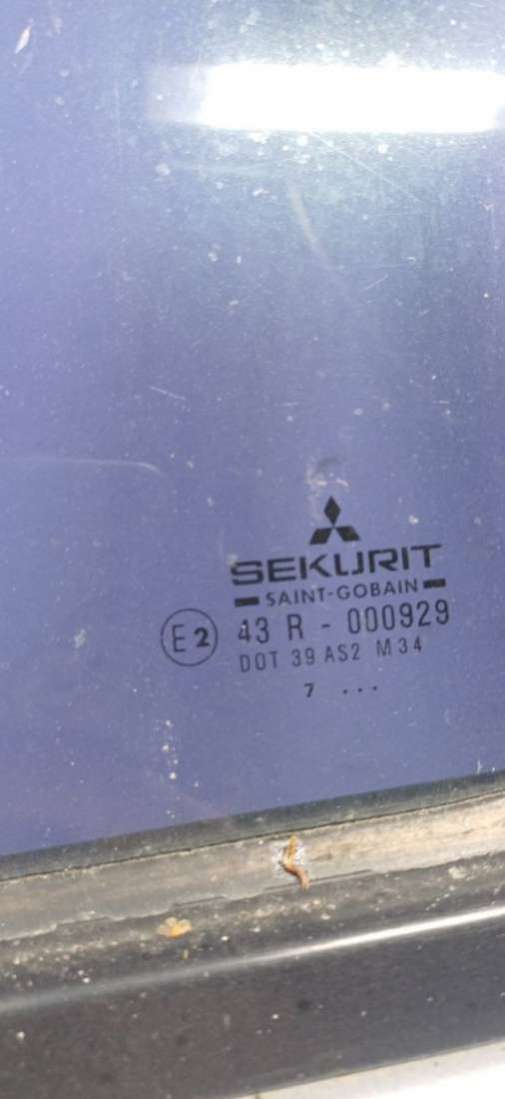 SEKURIT
SAINT-GOBAIN
E2 43 R - 000929
DOT 39 AS2 M34
7 ...